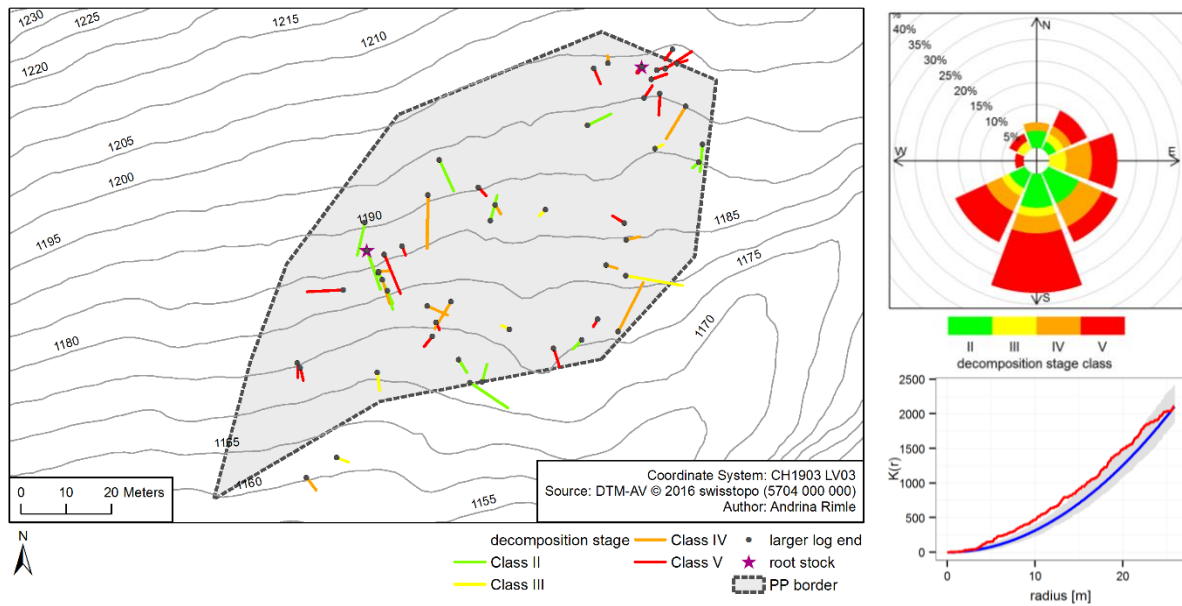 1230
1225
1215
1210
1220
1205
1200
1195
1190
1185
1175
1180
1170
1165
1160
1155
0 10 20 Meters
Coordinate System: CH1903 LV03
Source: DTM-AV © 2016 swisstopo (5704 000 000)
Author: Andrina Rimle
N
decomposition stage
Class II
Class III
Class IV
Class V
larger log end
root stock
PP border
%
40%
35%
30%
25%
20%
15%
10%
5%
N
W
E
S
II III IV V
decomposition stage class
2500
2000
1500
1000
500
0
K(r)
0 10 20
radius [m]